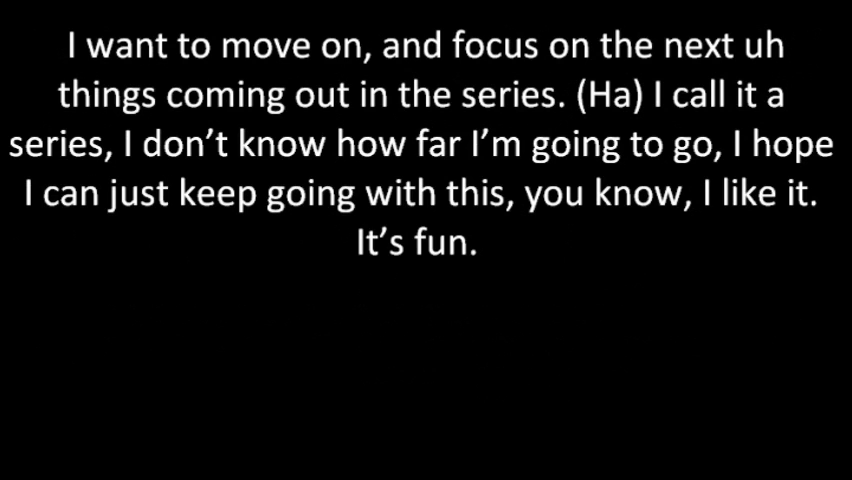 I want to move on, and focus on the next uh
things coming out in the series. (Ha) I call it a
series, I don’t know how far I’m going to go, I hope
I can just keep going with this, you know, I like it.
It’s fun.